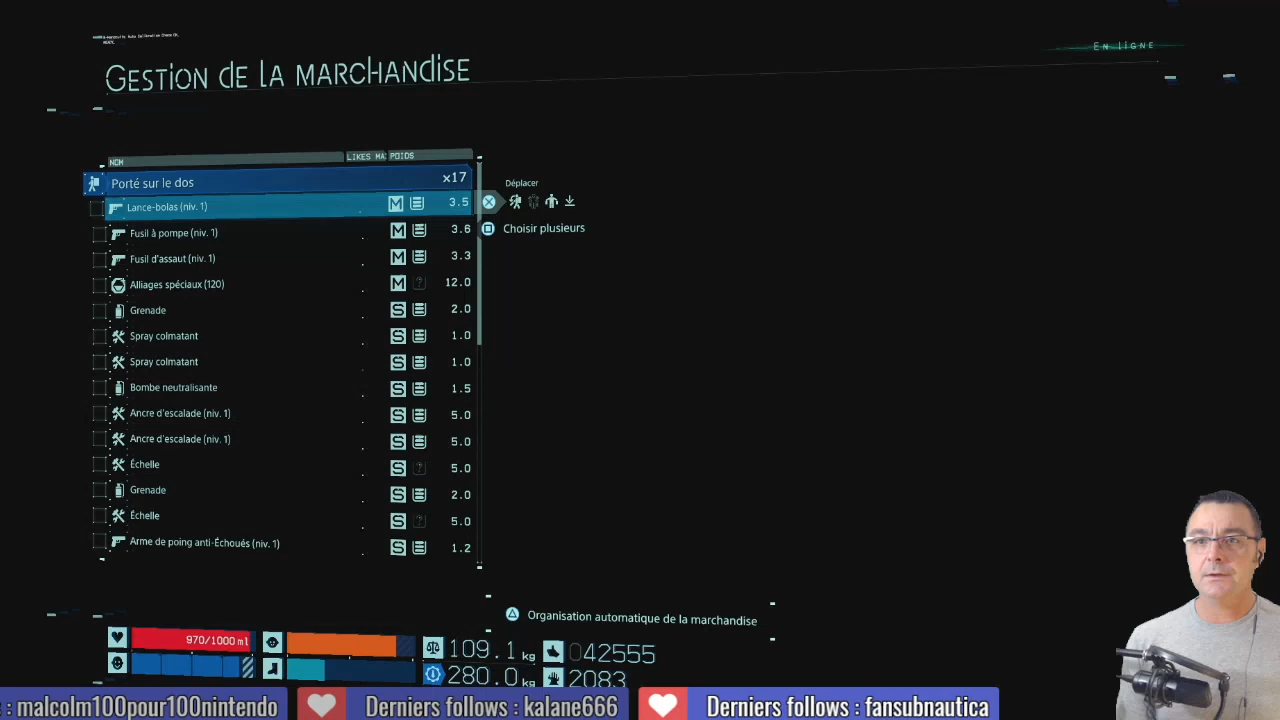 En ligne
Gestion de la marchandise
NOM LIKES MA POIDS
Porté sur le dos x17
Lance-bolas (niv. 1) M 3.5
Fusil à pompe (niv. 1) M 3.6
Fusil d'assaut (niv. 1) M 3.3
Alliages spéciaux (120) M ? 12.0
Grenade S 2.0
Spray colmatant S 1.0
Spray colmatant S 1.0
Bombe neutralisante S 1.5
Ancre d'escalade (niv. 1) S 5.0
Ancre d'escalade (niv. 1) S 5.0
Échelle S ? 5.0
Grenade S 2.0
Échelle S ? 5.0
Arme de poing anti-Échoués (niv. 1) S 1.2
Déplacer
Choisir plusieurs
Organisation automatique de la marchandise
970/1000 ml
109.1 kg 042555
280.0 kg 2083
: malcolm100pour100nintendo Derniers follows : kalane666 Derniers follows : fansubnautica